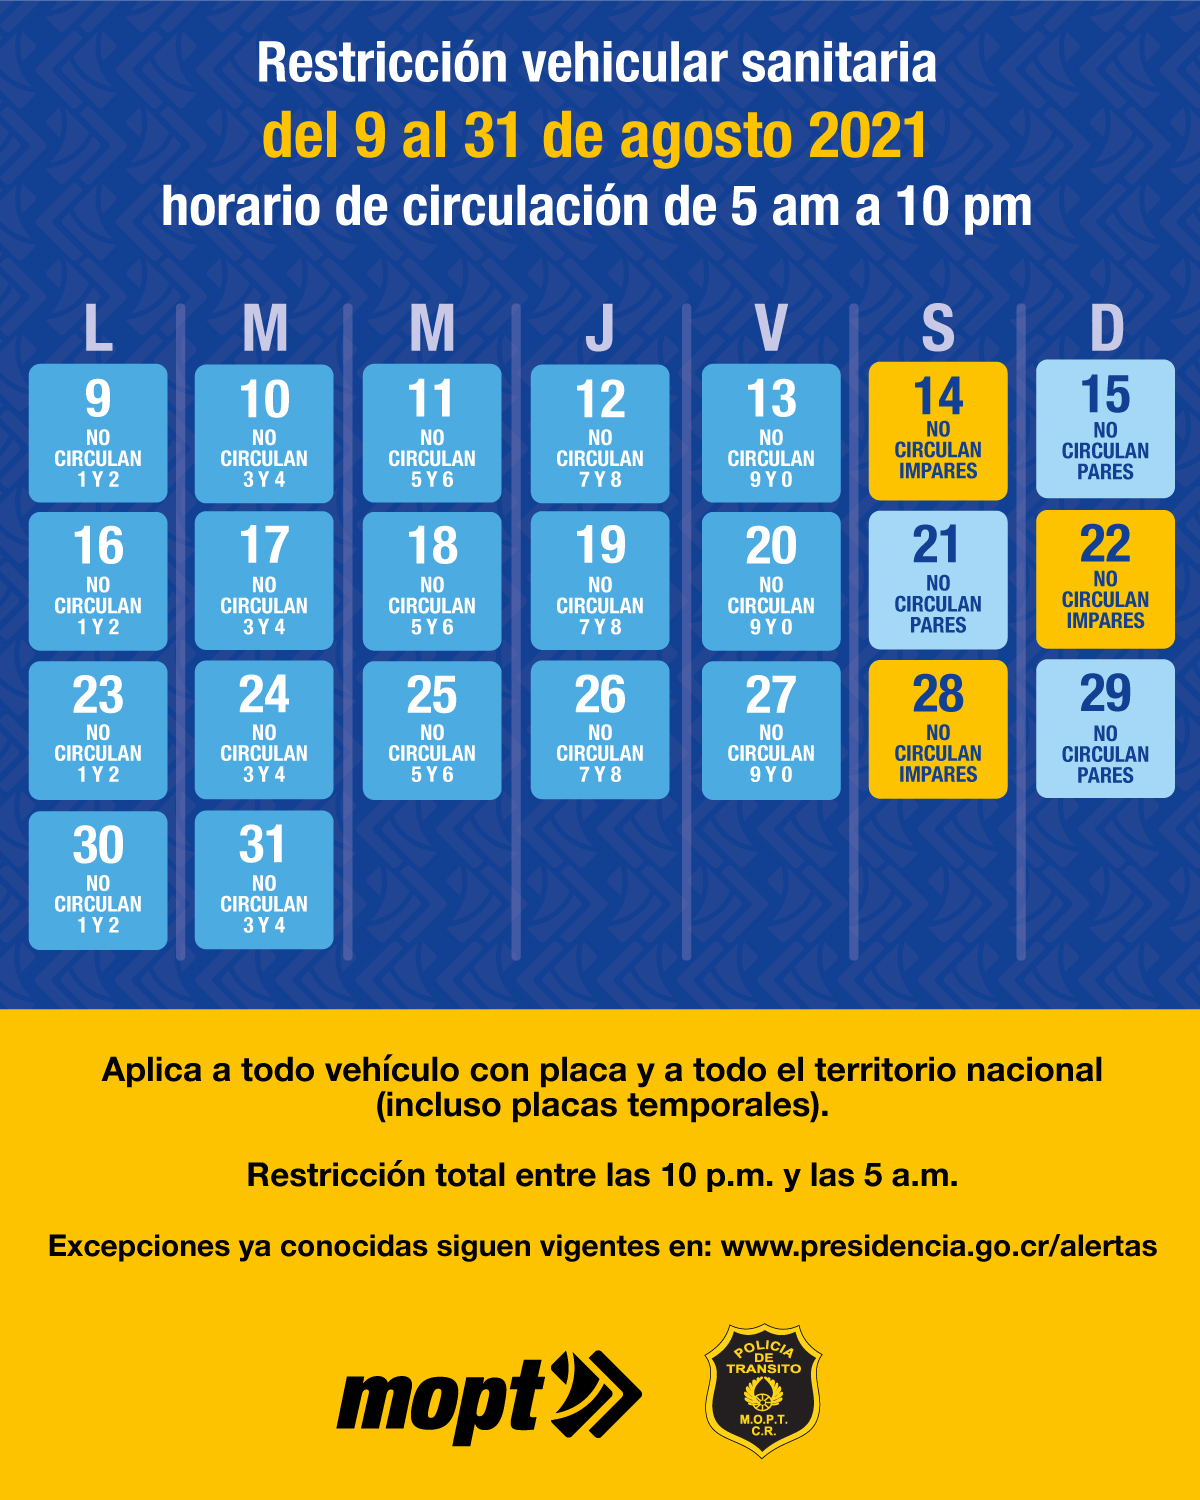 Restricción vehicular sanitaria
del 9 al 31 de agosto 2021
horario de circulación de 5 am a 10 pm
L M M J V S D
9
NO
CIRCULAN
1 Y 2
10
NO
CIRCULAN
3 Y 4
11
NO
CIRCULAN
5 Y 6
12
NO
CIRCULAN
7 Y 8
13
NO
CIRCULAN
9 Y 0
14
NO
CIRCULAN
IMPARES
15
NO
CIRCULAN
PARES
16
NO
CIRCULAN
1 Y 2
17
NO
CIRCULAN
3 Y 4
18
NO
CIRCULAN
5 Y 6
19
NO
CIRCULAN
7 Y 8
20
NO
CIRCULAN
9 Y 0
21
NO
CIRCULAN
PARES
22
NO
CIRCULAN
IMPARES
23
NO
CIRCULAN
1 Y 2
24
NO
CIRCULAN
3 Y 4
25
NO
CIRCULAN
5 Y 6
26
NO
CIRCULAN
7 Y 8
27
NO
CIRCULAN
9 Y 0
28
NO
CIRCULAN
IMPARES
29
NO
CIRCULAN
PARES
30
NO
CIRCULAN
1 Y 2
31
NO
CIRCULAN
3 Y 4
Aplica a todo vehículo con placa y a todo el territorio nacional
(incluso placas temporales).
Restricción total entre las 10 p.m. y las 5 a.m.
Excepciones ya conocidas siguen vigentes en: www.presidencia.go.cr/alertas
mopt
POLICIA
DE
TRANSITO
M.O.P.T.
C.R.